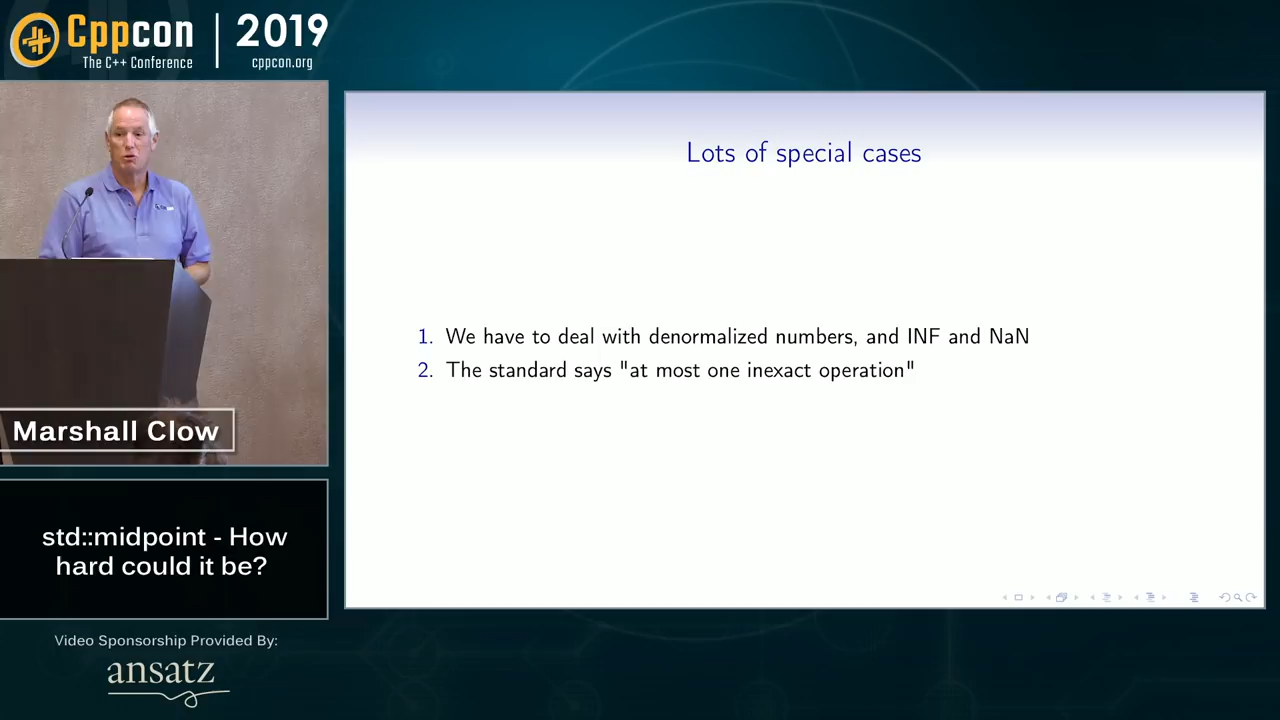 Cppcon | 2019
The C++ Conference
cppcon.org
Lots of special cases
1. We have to deal with denormalized numbers, and INF and NaN
2. The standard says "at most one inexact operation"
Marshall Clow
std::midpoint - How
hard could it be?
Video Sponsorship Provided By:
ansatz